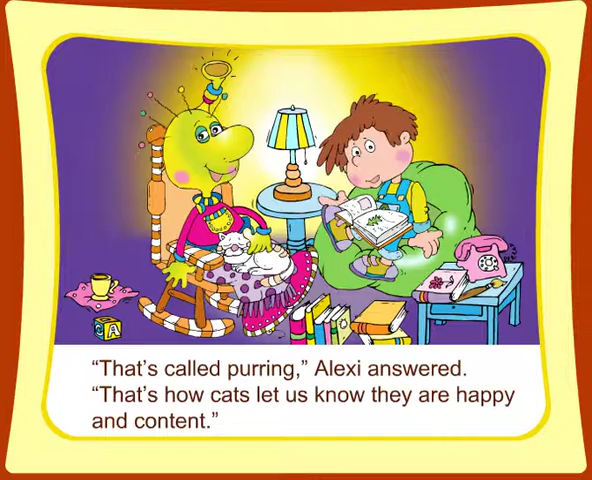 “That’s called purring,” Alexi answered.
“That’s how cats let us know they are happy
and content.”
A